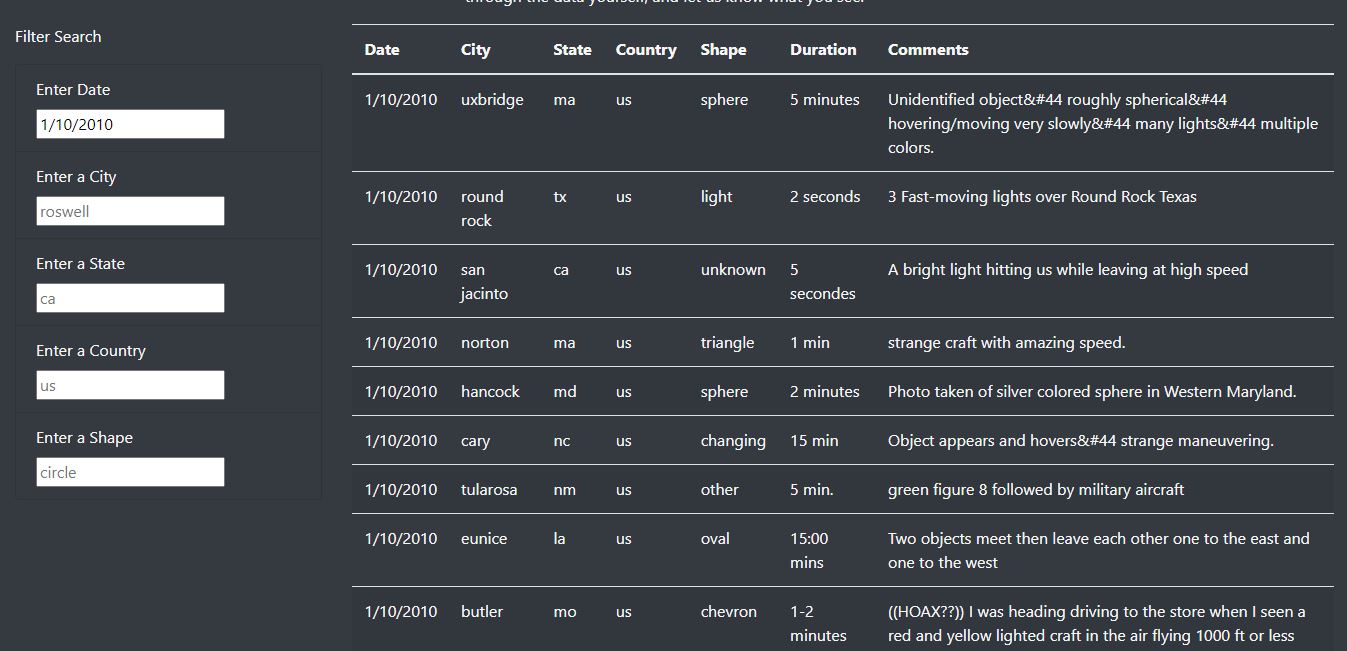 through the data yourself, and let us know what you see.
Filter Search
Enter Date
1/10/2010
Enter a City
roswell
Enter a State
ca
Enter a Country
us
Enter a Shape
circle
Date City State Country Shape Duration Comments
1/10/2010 uxbridge ma us sphere 5 minutes Unidentified object&#44 roughly spherical&#44
hovering/moving very slowly&#44 many lights&#44 multiple
colors.
1/10/2010 round tx us light 2 seconds 3 Fast-moving lights over Round Rock Texas
rock
1/10/2010 san ca us unknown 5 A bright light hitting us while leaving at high speed
jacinto secondes
1/10/2010 norton ma us triangle 1 min strange craft with amazing speed.
1/10/2010 hancock md us sphere 2 minutes Photo taken of silver colored sphere in Western Maryland.
1/10/2010 cary nc us changing 15 min Object appears and hovers&#44 strange maneuvering.
1/10/2010 tularosa nm us other 5 min. green figure 8 followed by military aircraft
1/10/2010 eunice la us oval 15:00 Two objects meet then leave each other one to the east and
mins one to the west
1/10/2010 butler mo us chevron 1-2 ((HOAX??)) I was heading driving to the store when I seen a
minutes red and yellow lighted craft in the air flying 1000 ft or less